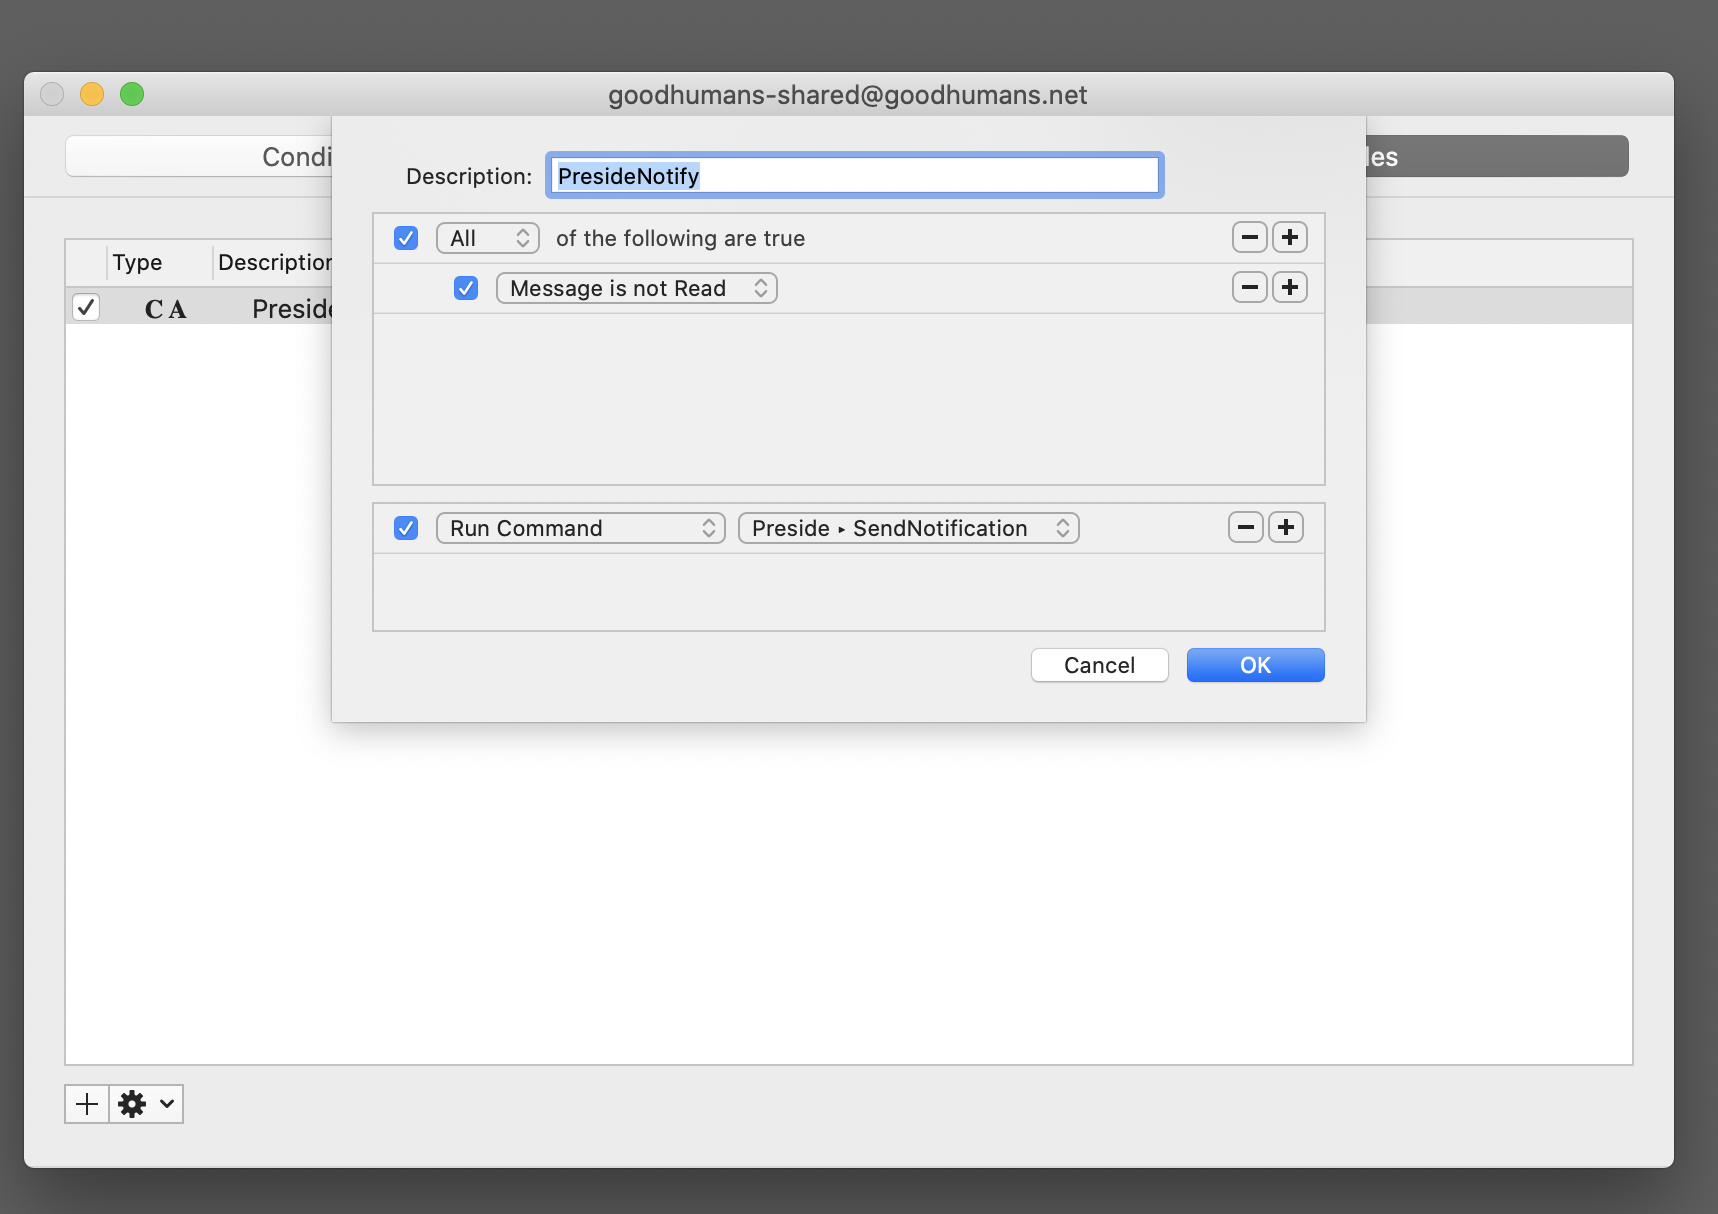 goodhumans-shared@goodhumans.net
Condi
les
Description: PresideNotify
All of the following are true
Message is not Read
Type Description
C A Preside
Run Command Preside ▸ SendNotification
Cancel OK